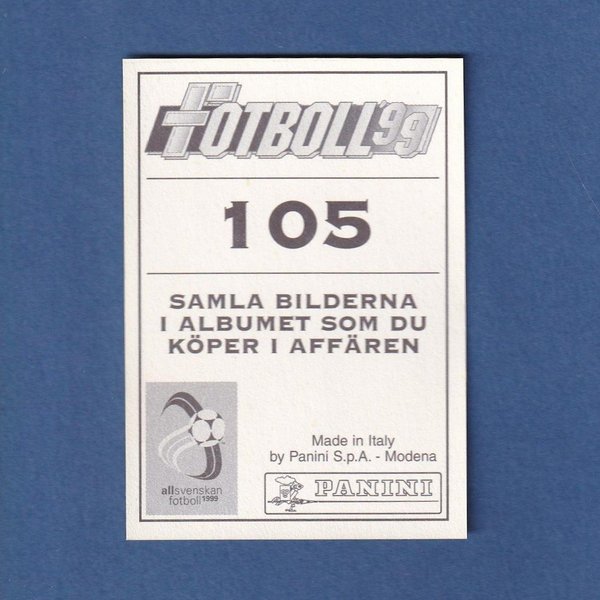 FOTBOLL'99
105
SAMLA BILDERNA
I ALBUMET SOM DU
KÖPER I AFFÄREN
allsvenskan
fotboll 1999
Made in Italy
by Panini S.p.A. - Modena
PANINI